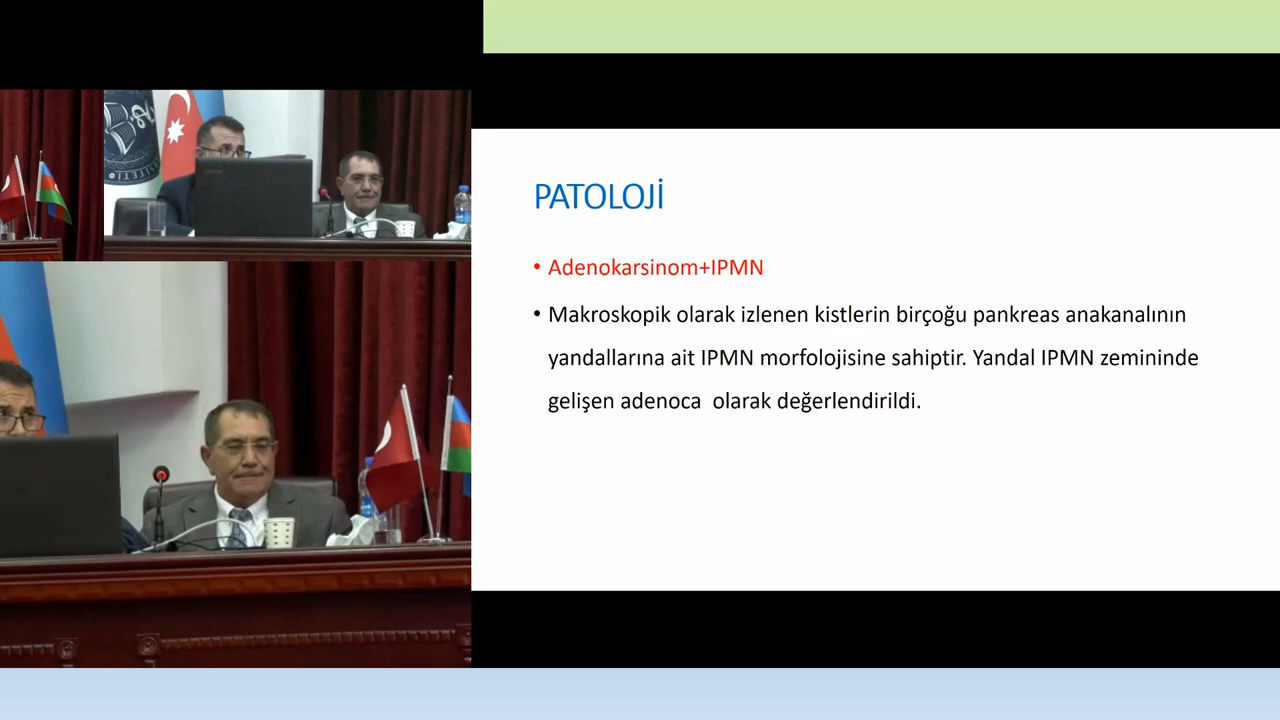 PATOLOJİ
• Adenokarsinom+IPMN
• Makroskopik olarak izlenen kistlerin birçoğu pankreas anakanalının
yandallarına ait IPMN morfolojisine sahiptir. Yandal IPMN zemininde
gelişen adenoca  olarak değerlendirildi.